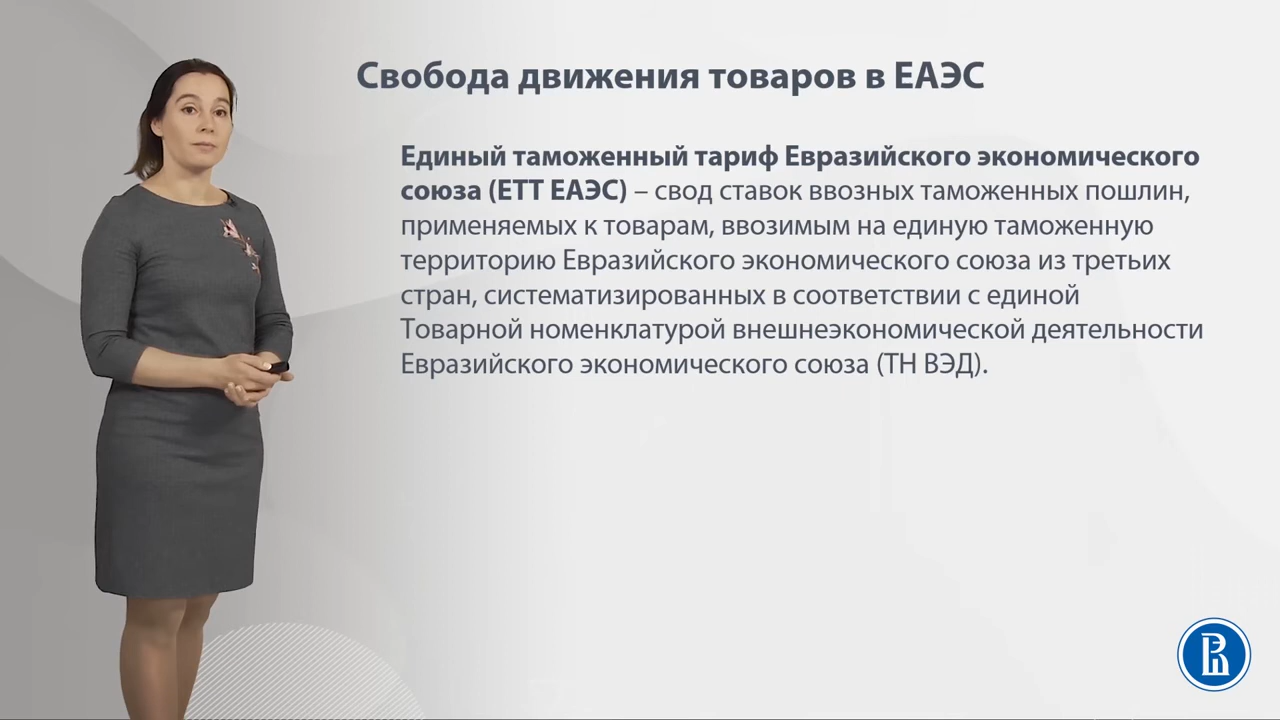 Свобода движения товаров в ЕАЭС
Единый таможенный тариф Евразийского экономического
союза (ЕТТ ЕАЭС) – свод ставок ввозных таможенных пошлин,
применяемых к товарам, ввозимым на единую таможенную
территорию Евразийского экономического союза из третьих
стран, систематизированных в соответствии с единой
Товарной номенклатурой внешнеэкономической деятельности
Евразийского экономического союза (ТН ВЭД).